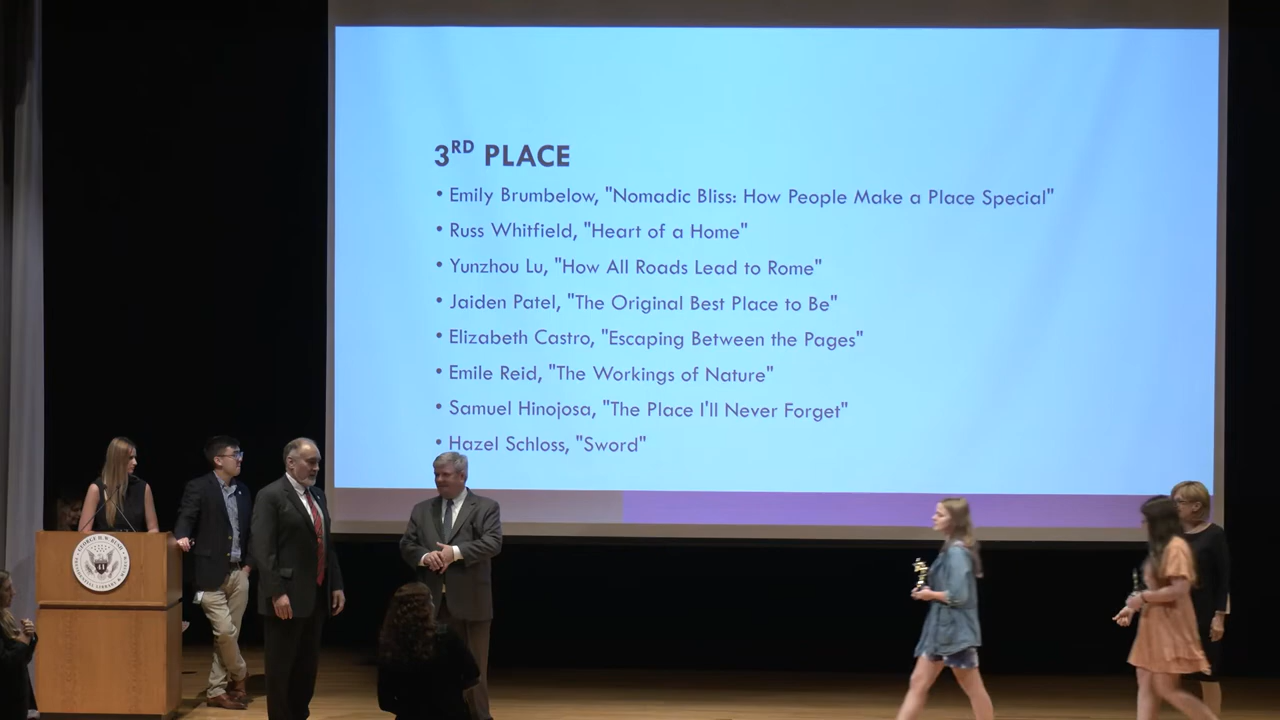 3RD PLACE
• Emily Brumbelow, "Nomadic Bliss: How People Make a Place Special"
• Russ Whitfield, "Heart of a Home"
• Yunzhou Lu, "How All Roads Lead to Rome"
• Jaiden Patel, "The Original Best Place to Be"
• Elizabeth Castro, "Escaping Between the Pages"
• Emile Reid, "The Workings of Nature"
• Samuel Hinojosa, "The Place I'll Never Forget"
• Hazel Schloss, "Sword"
GEORGE H.W. BUSH